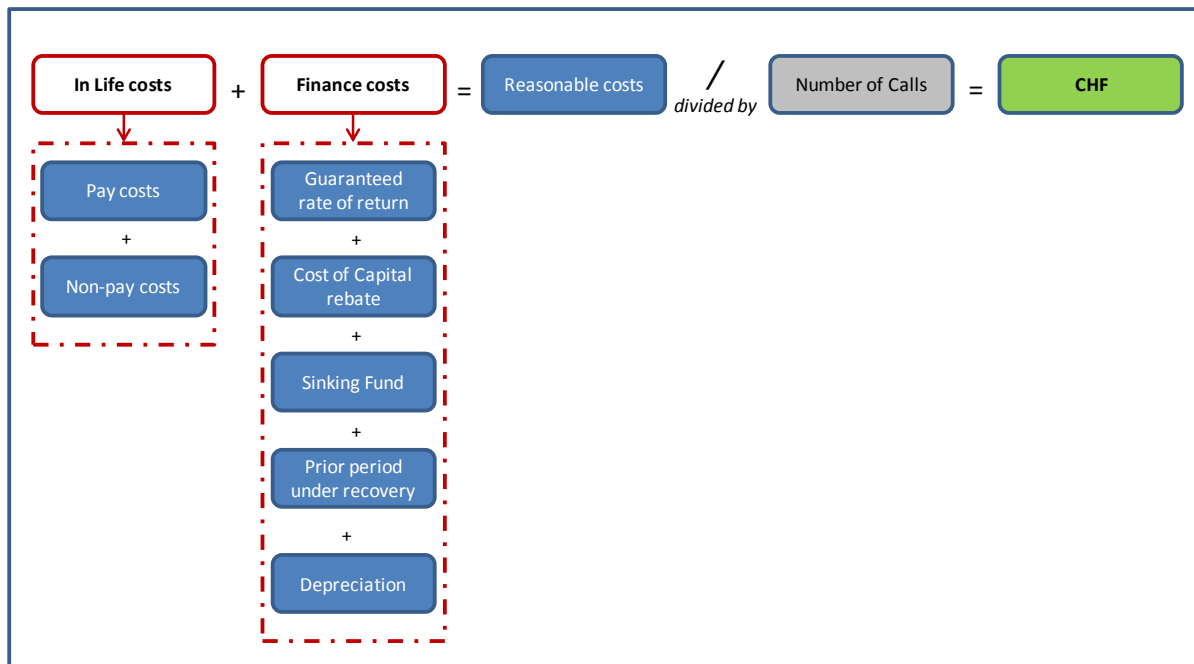 In Life costs + Finance costs = Reasonable costs / divided by Number of Calls = CHF
Pay costs
+
Non-pay costs
Guaranteed
rate of return
+
Cost of Capital
rebate
+
Sinking Fund
+
Prior period
under recovery
+
Depreciation